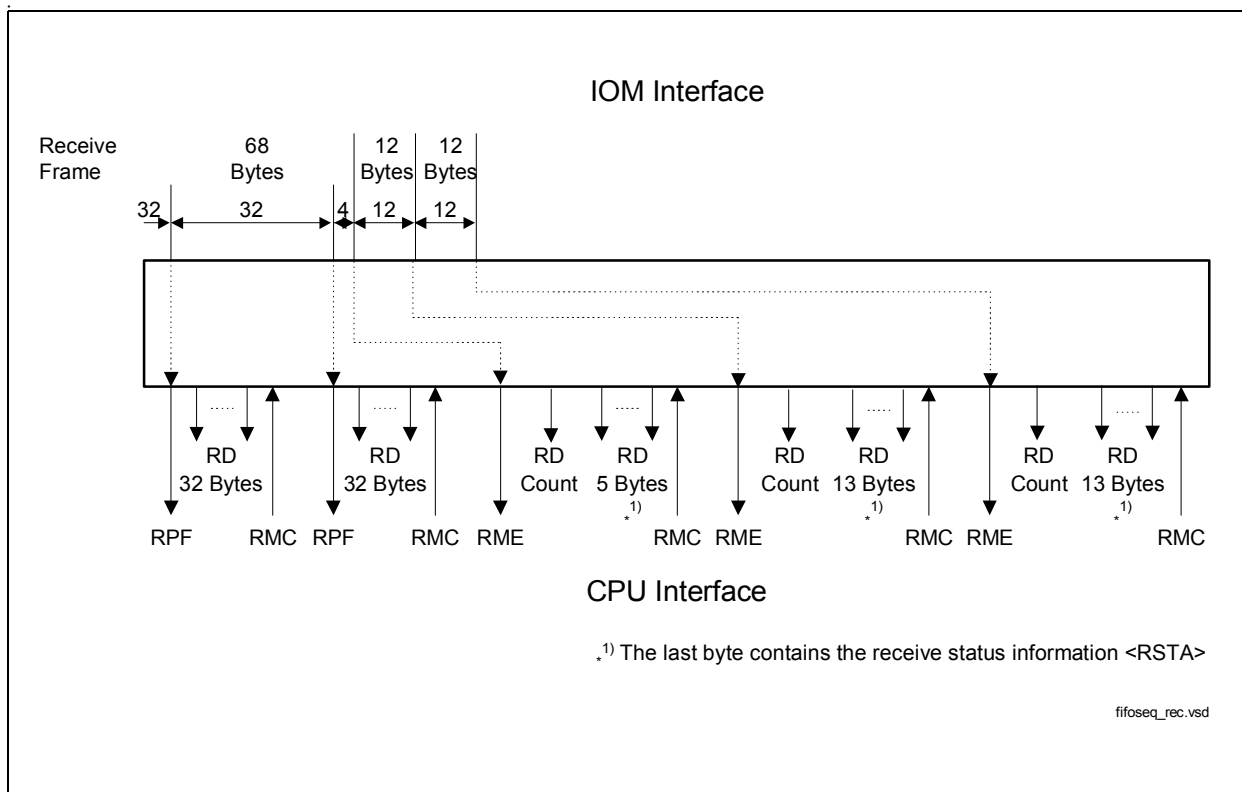 .
IOM Interface
Receive 68 12 12
Frame Bytes Bytes Bytes
32 32 4 12 12
..... ..... ..... ..... .....
RD RD RD RD RD RD RD RD
32 Bytes 32 Bytes Count 5 Bytes Count 13 Bytes Count 13 Bytes
*1) *1) *1)
RPF RMC RPF RMC RME RMC RME RMC RME RMC
CPU Interface
*1) The last byte contains the receive status information <RSTA>
fifoseq_rec.vsd